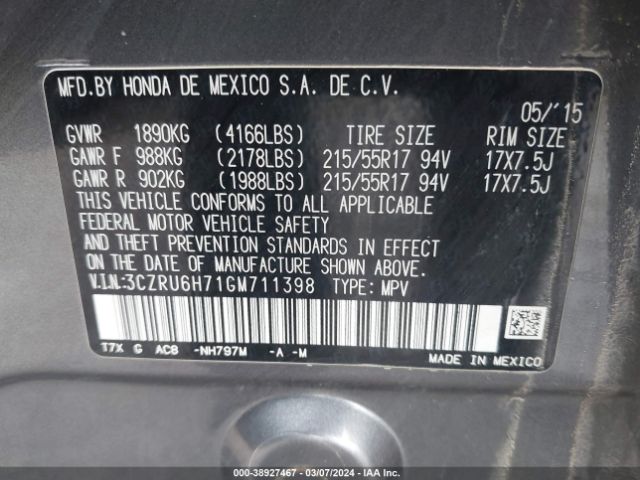 MFD.BY HONDA DE MEXICO S.A. DE C.V.
05/'15
GVWR 1890KG (4166LBS) TIRE SIZE RIM SIZE
GAWR F 988KG (2178LBS) 215/55R17 94V 17X7.5J
GAWR R 902KG (1988LBS) 215/55R17 94V 17X7.5J
THIS VEHICLE CONFORMS TO ALL APPLICABLE
FEDERAL MOTOR VEHICLE SAFETY
AND THEFT PREVENTION STANDARDS IN EFFECT
ON THE DATE OF MANUFACTURE SHOWN ABOVE.
V.I.N:3CZRU6H71GM711398 TYPE: MPV
T7X G AC8 -NH797M -A -M MADE IN MEXICO
000-38927467 - 03/07/2024 - IAA Inc.